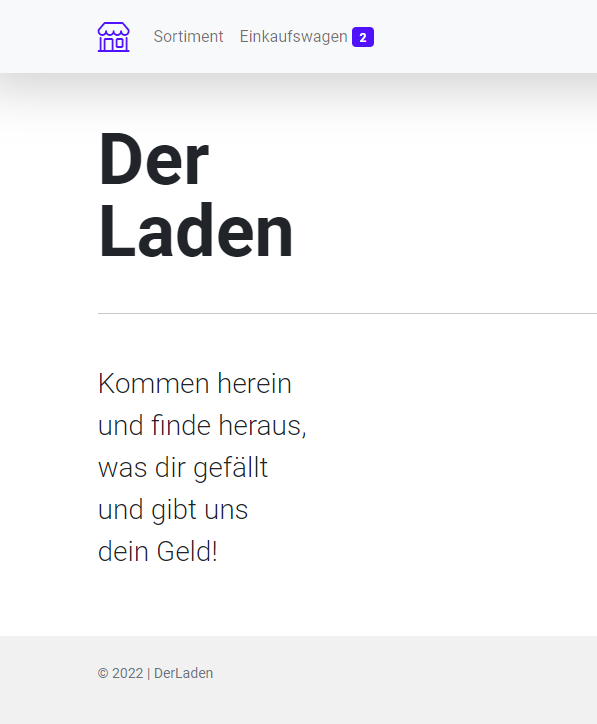 Sortiment Einkaufswagen 2
Der
Laden
Kommen herein
und finde heraus,
was dir gefällt
und gibt uns
dein Geld!
© 2022 | DerLaden